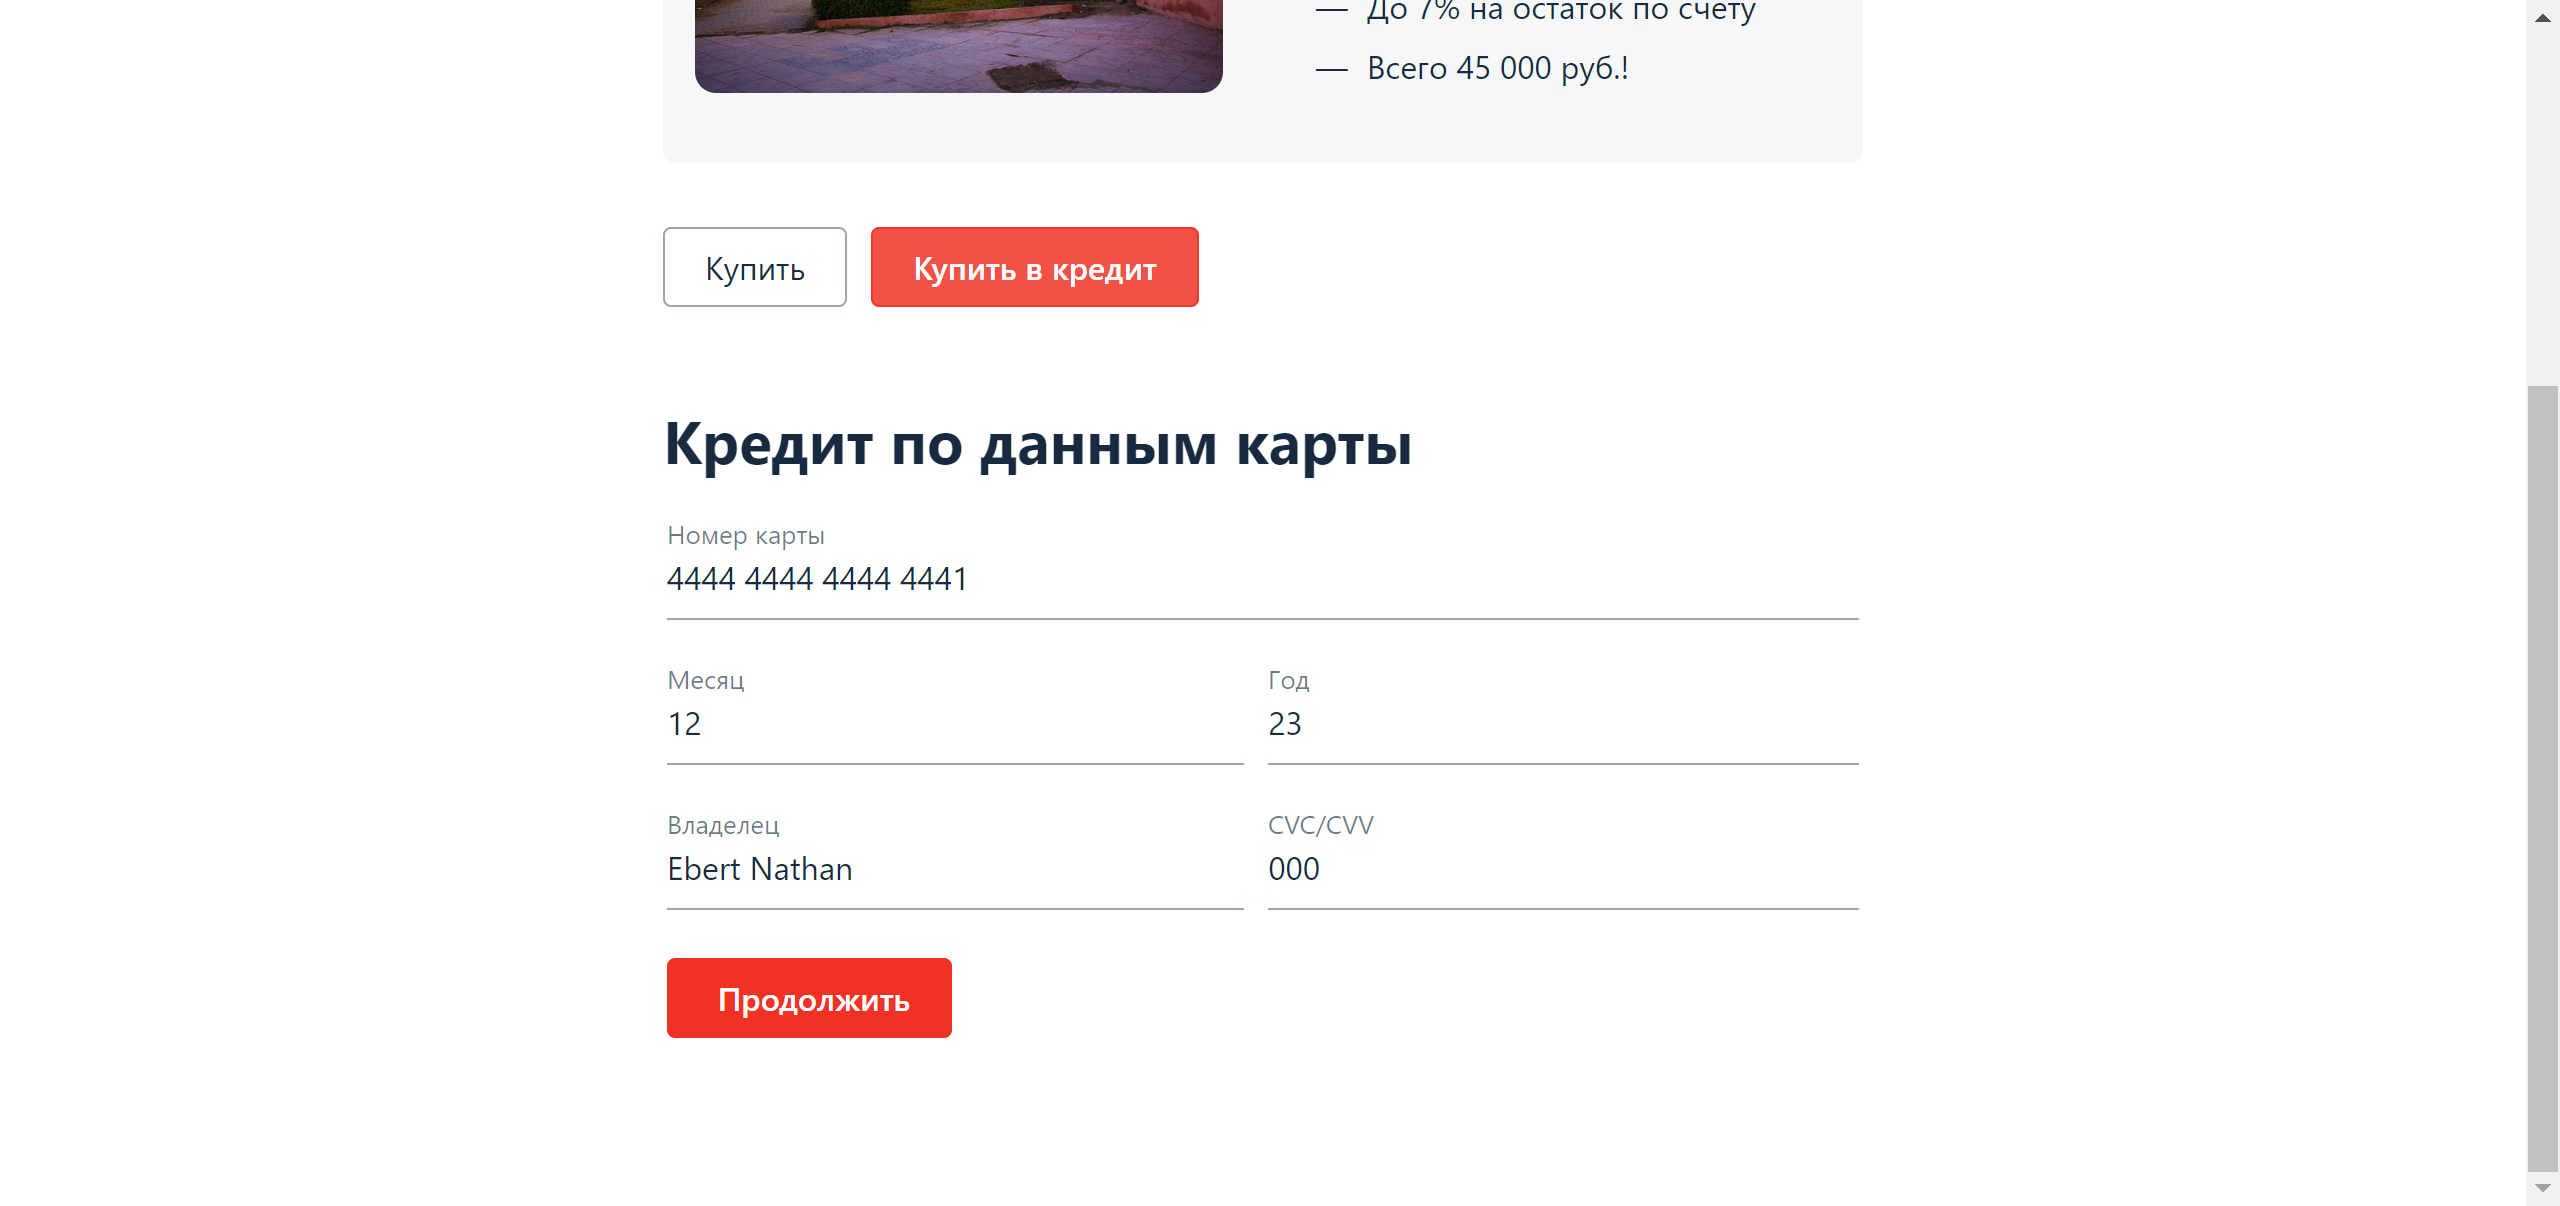 — До 7% на остаток по счёту
— Всего 45 000 руб.!
Купить
Купить в кредит
Кредит по данным карты
Номер карты
4444 4444 4444 4441
Месяц
12
Год
23
Владелец
Ebert Nathan
CVC/CVV
000
Продолжить